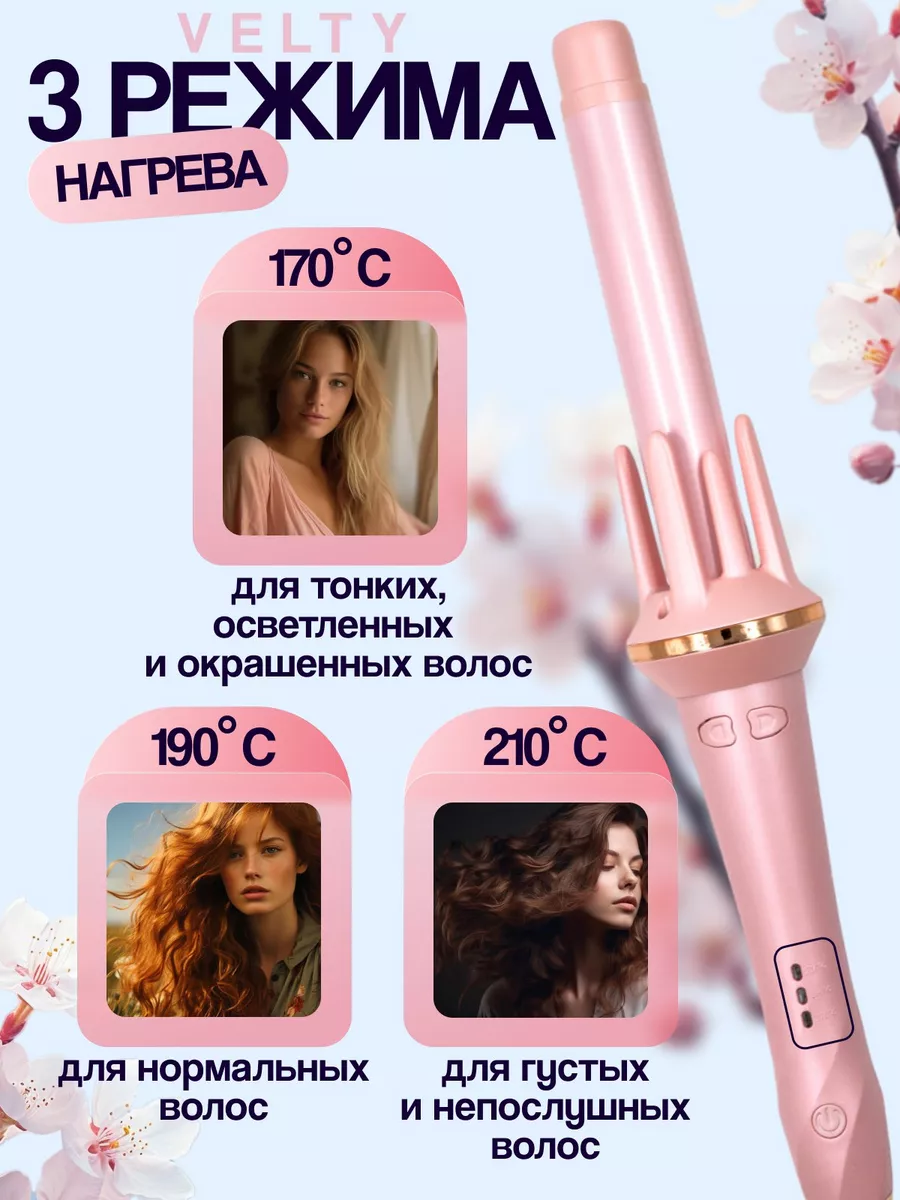 VELTY
3 РЕЖИМА
НАГРЕВА
170°C
для тонких,
осветленных
и окрашенных волос
190°C
210°C
для нормальных
волос
для густых
и непослушных
волос